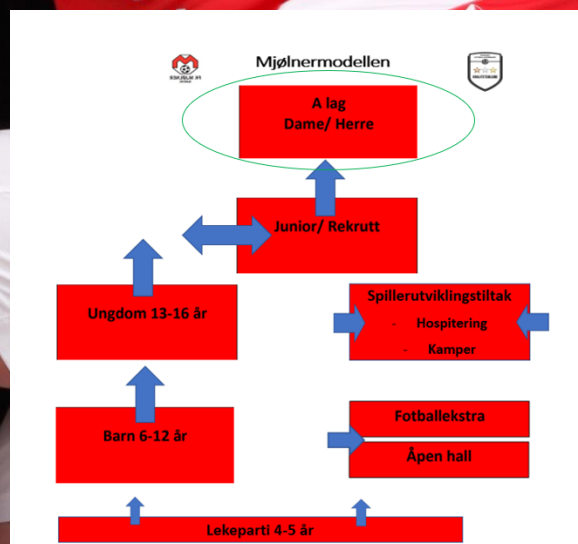 Mjølnermodellen
A lag
Dame/ Herre
Junior/ Rekrutt
Ungdom 13-16 år
Spillerutviklingstiltak
- Hospitering
- Kamper
Barn 6-12 år
Fotballekstra
Åpen hall
Lekeparti 4-5 år